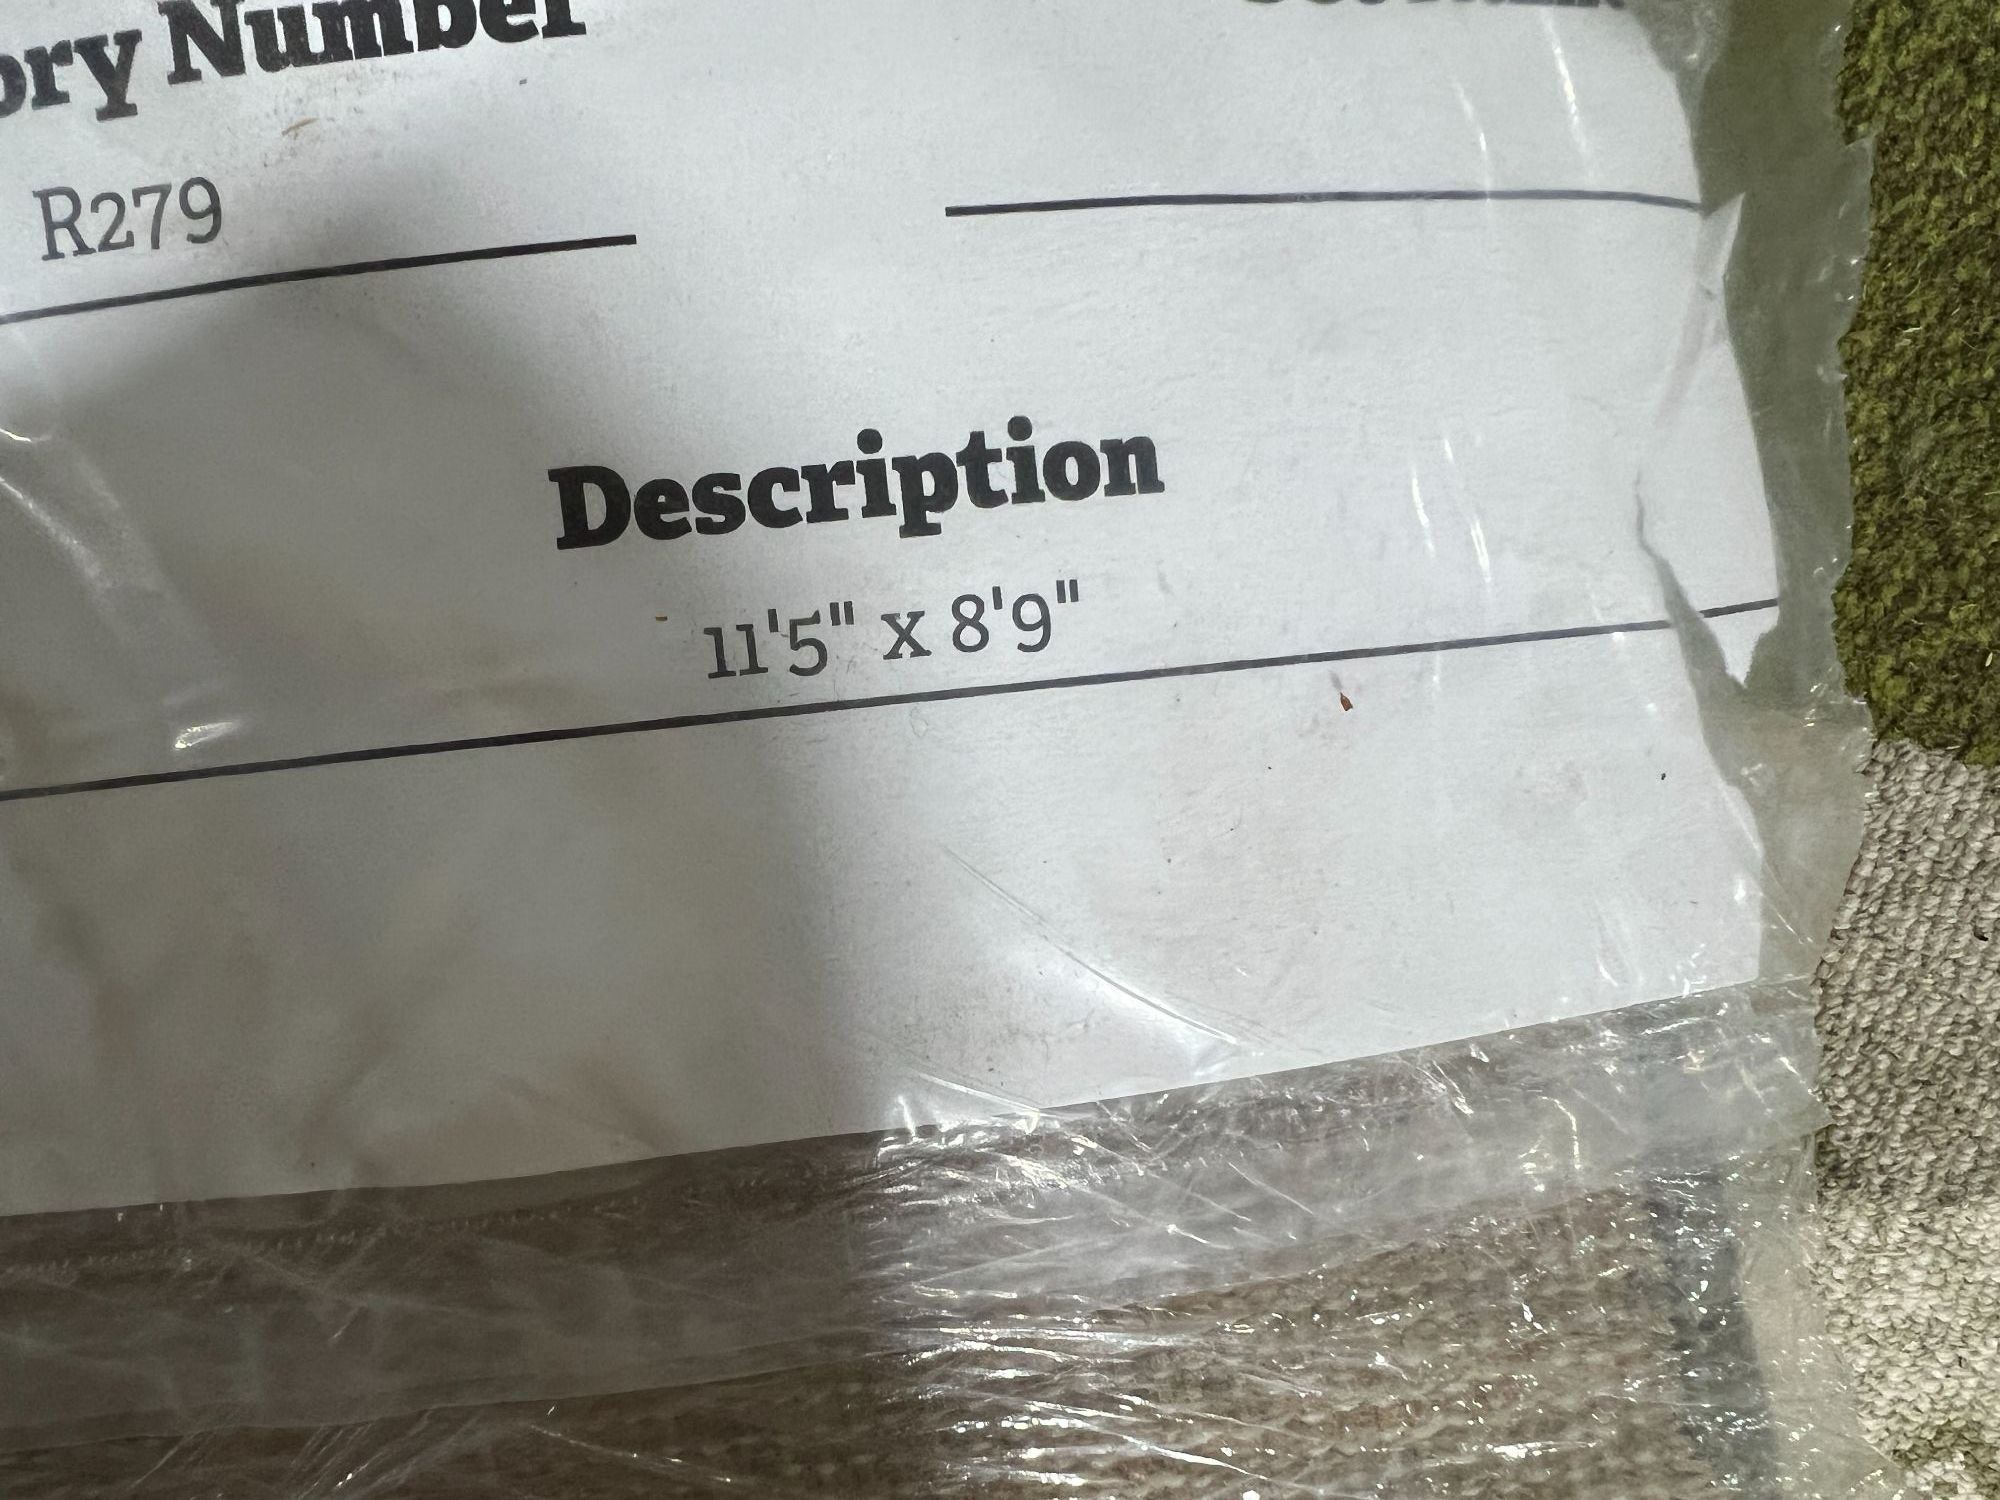 ory Number
R279
Description
11'5" x 8'9"